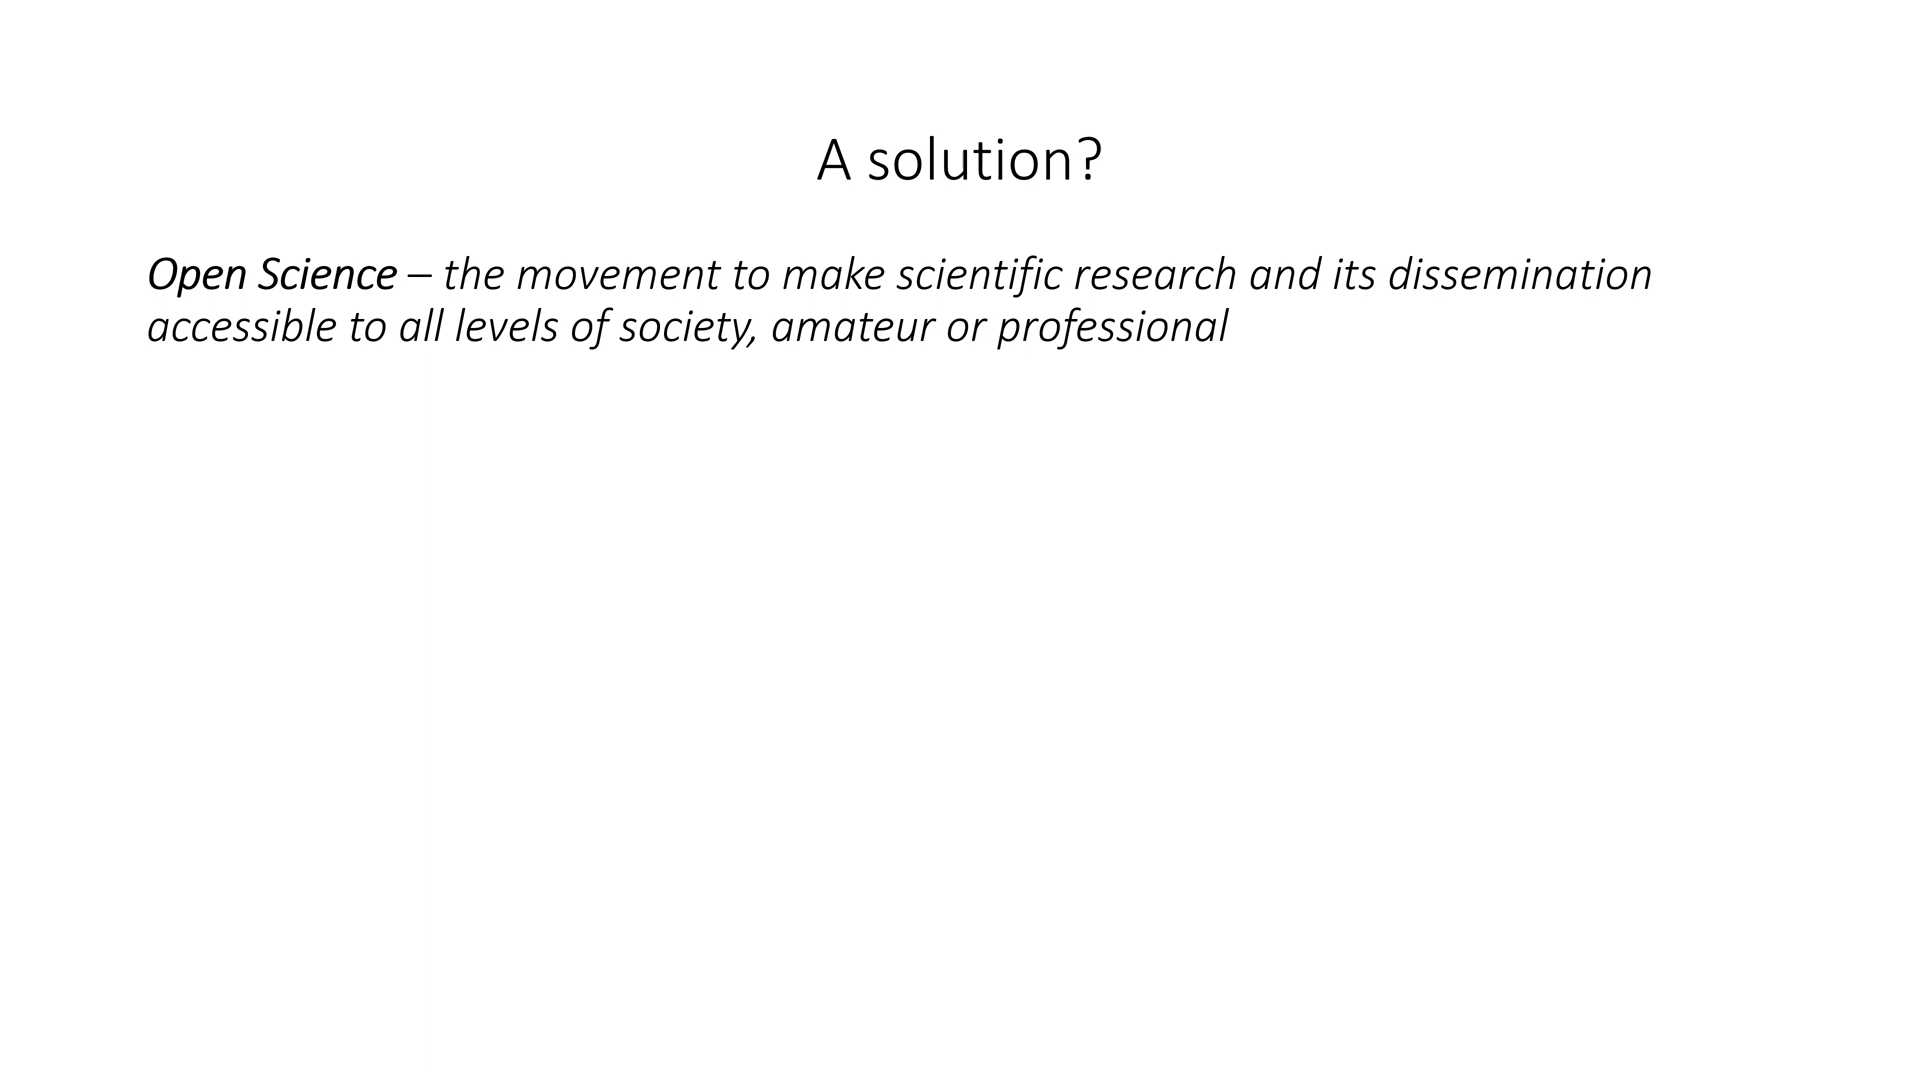 A solution?
Open Science – the movement to make scientific research and its dissemination
accessible to all levels of society, amateur or professional